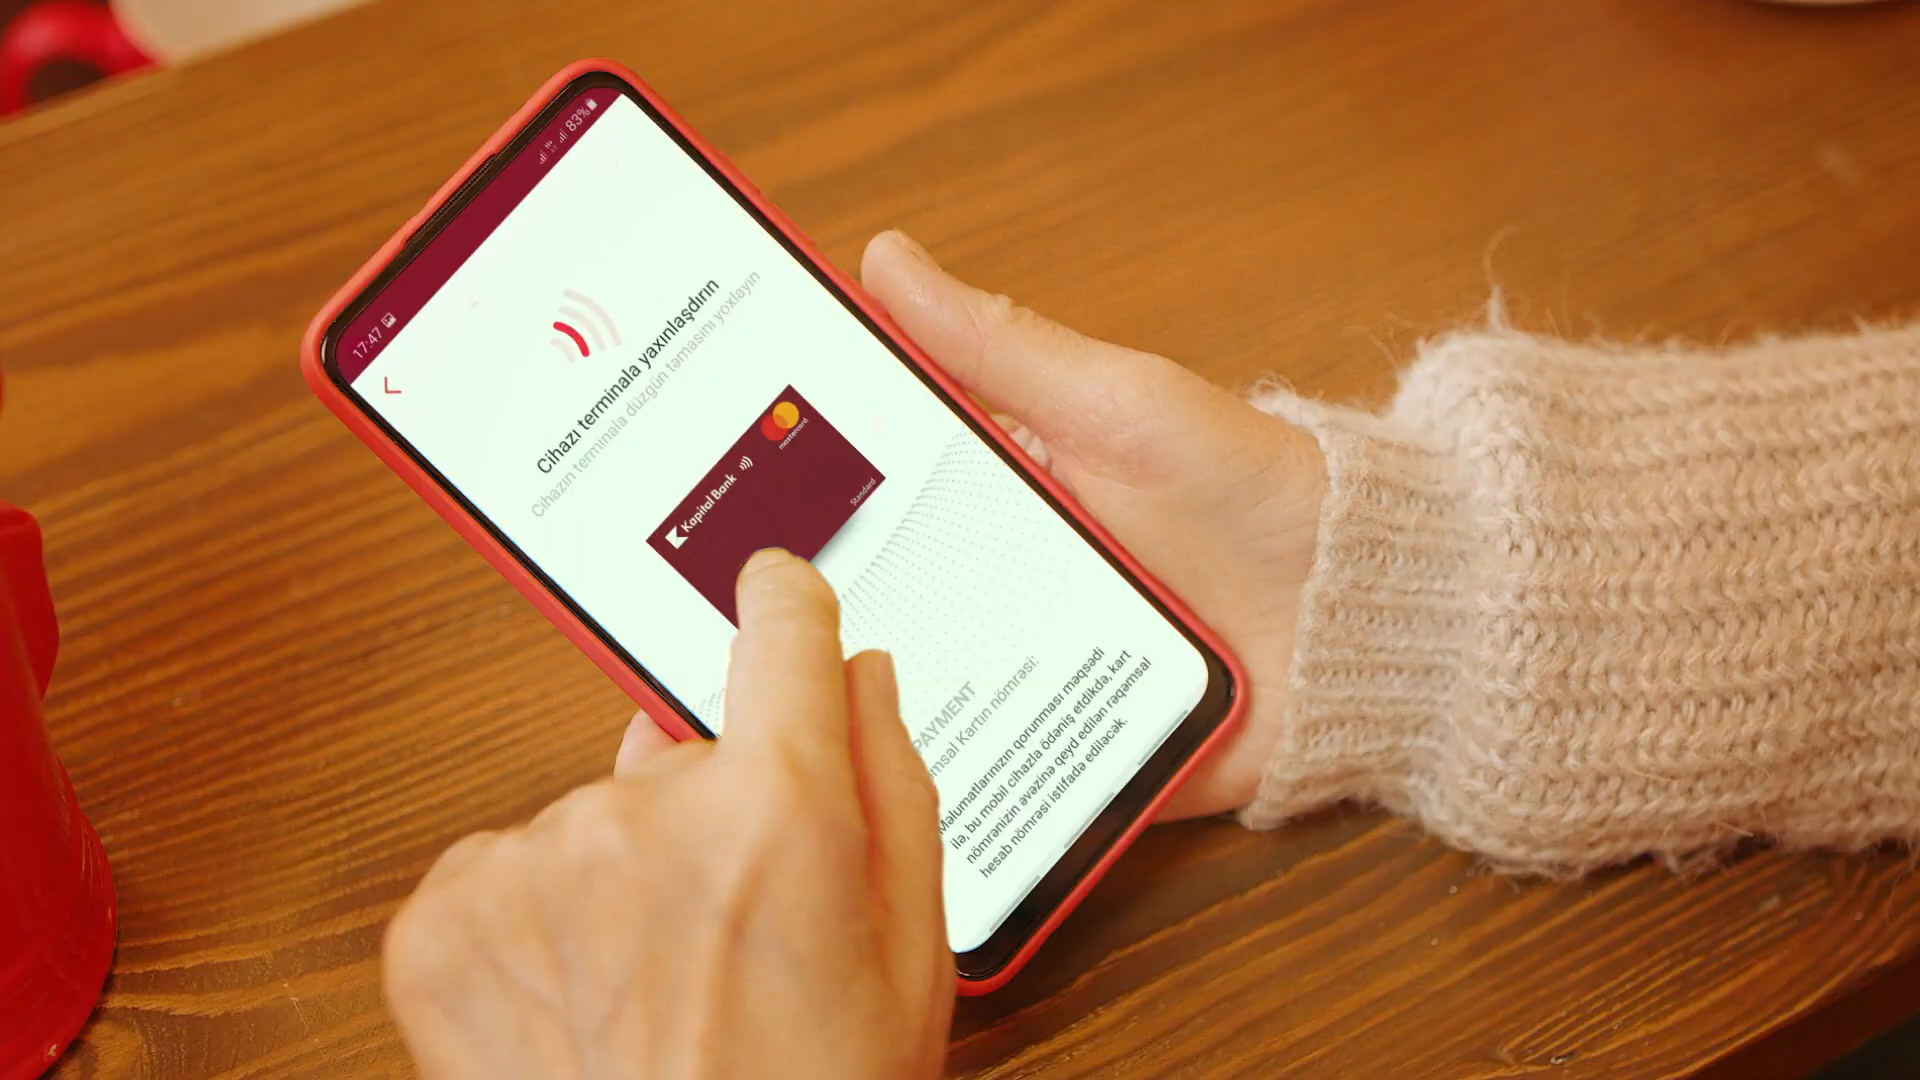 17:47
83%
Cihazı terminala yaxınlaşdırın
Cihazın terminala düzgün təmasını yoxlayın
Kapital Bank
mastercard
Standard
PAYMENT
Kartın nömrəsi:
Məlumatlarınızın qorunması məqsədi
ilə, bu mobil cihazla ödəniş etdikdə, kart
nömrənizin əvəzinə qeyd edilən rəqəmsal
hesab nömrəsi istifadə ediləcək.